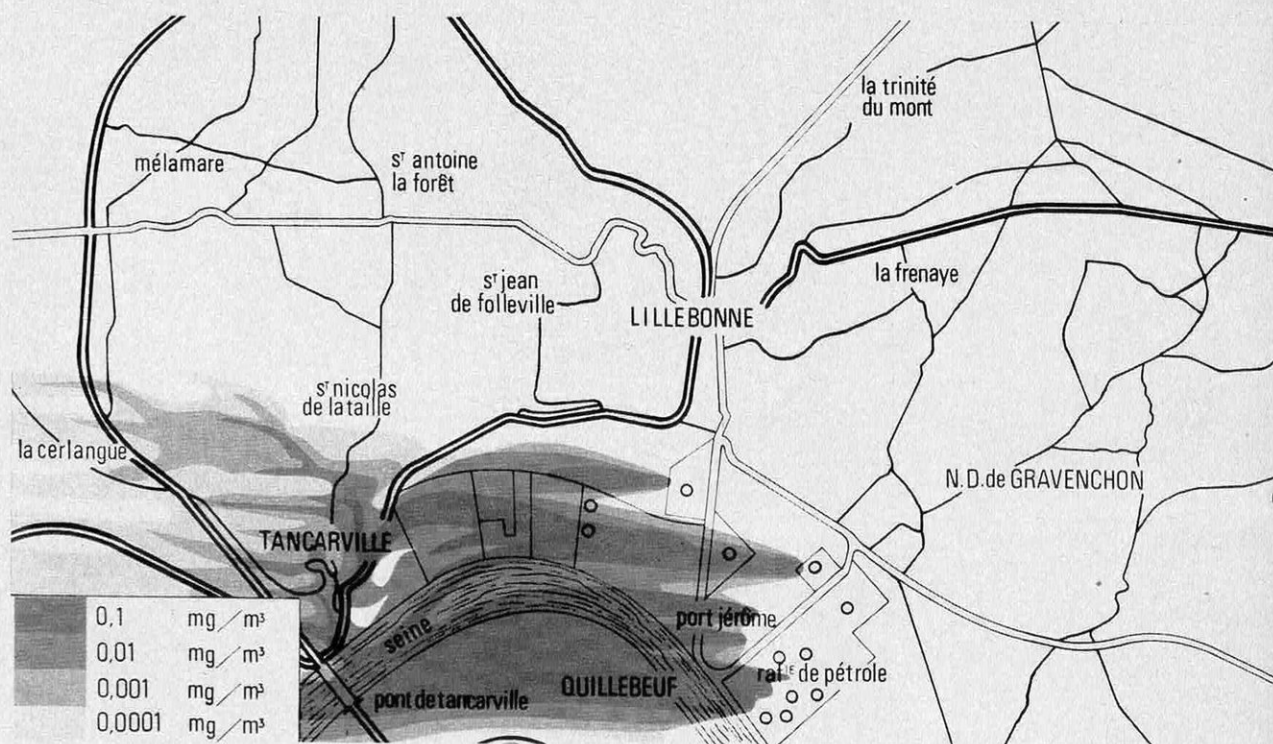 la trinité
du mont
mélamare
sᵀ antoine
la forêt
la frenaye
sᵀ jean
de folleville
LILLEBONNE
sᵀ nicolas
de la taille
la cerlangue
N.D. de GRAVENCHON
TANCARVILLE
port jérôme
seine
rafᴵᴱ de pétrole
QUILLEBEUF
pont de tancarville
0,1 mg/m³
0,01 mg/m³
0,001 mg/m³
0,0001 mg/m³